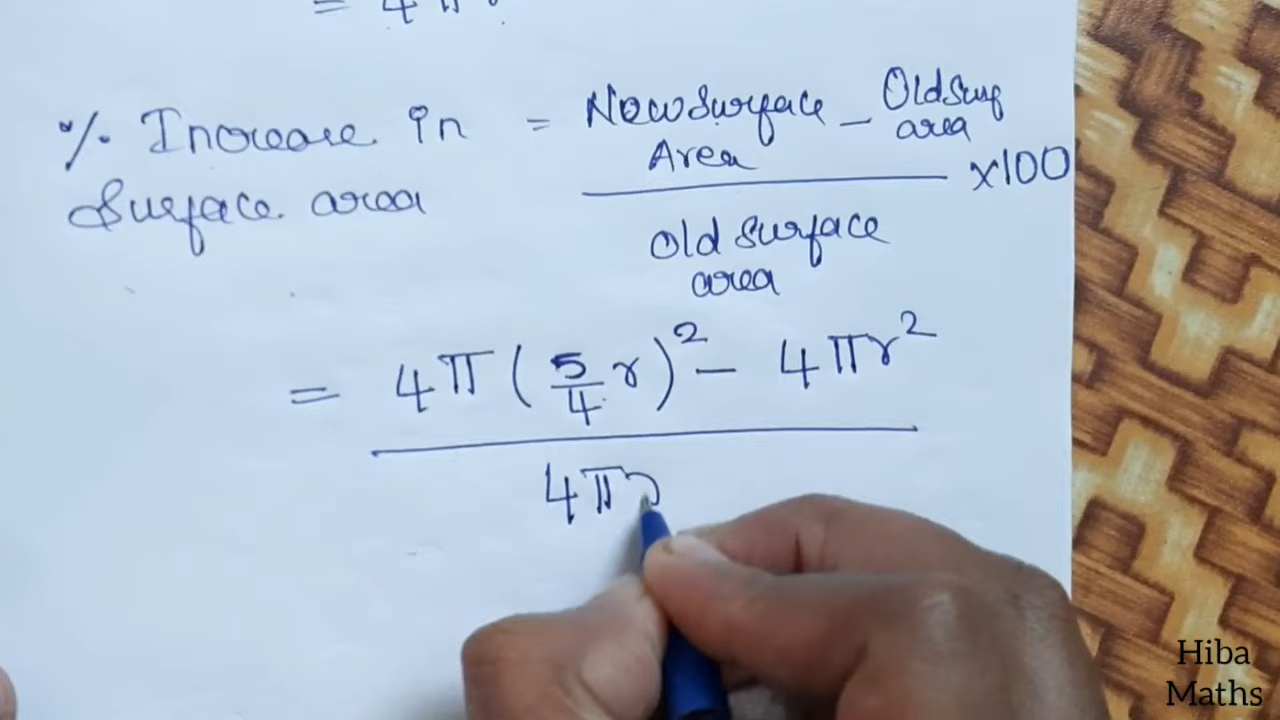 = 4π
% Increase in = New Surface Area - Old Surf area
Surface area
x100
Old Surface
area
= 4π(5/4 r)² - 4πr²
4πr
Hiba
Maths